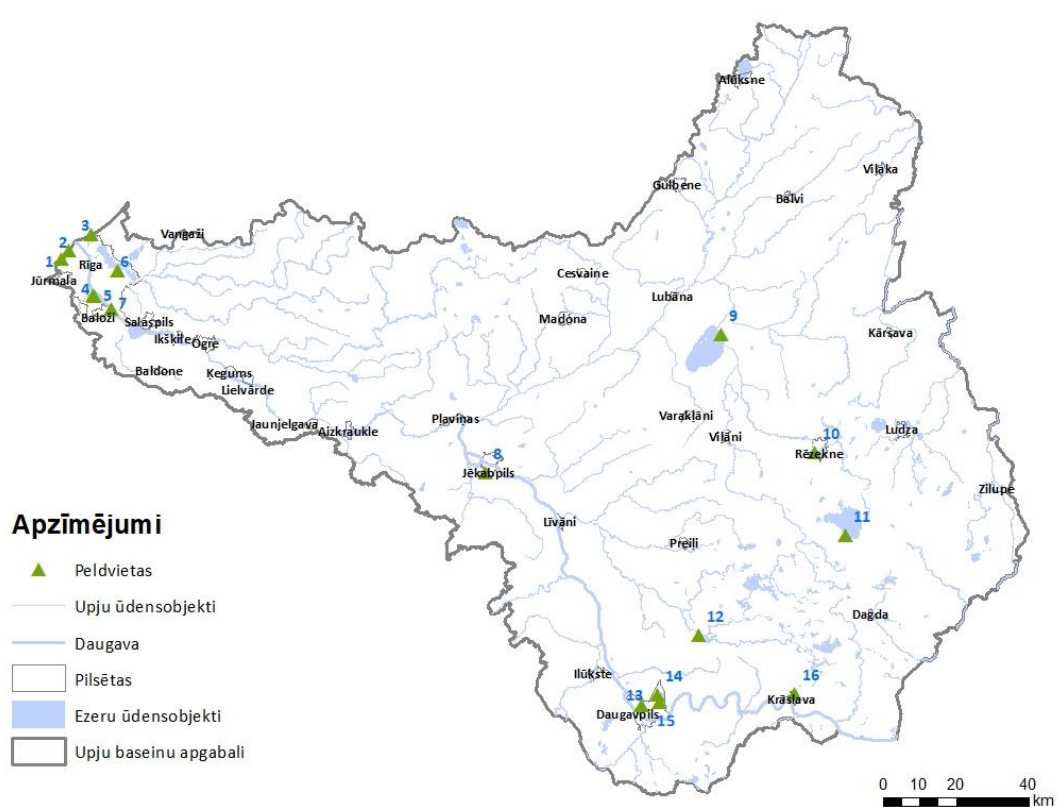 Alūksne
Viļaka
Gulbene
Balvi
3
Vangaži
2
1
Rīga
6
Jūrmala
Cesvaine
4
5
7
Lubāna
Baloži
Salaspils
Madona
9
Kārsava
Ikšķile
Ogre
Baldone
Ķegums
Lielvārde
Jaunjelgava
Aizkraukle
Pļaviņas
Varakļāni
Viļāni
10
Ludza
Rēzekne
8
Jēkabpils
Zilupe
11
Līvāni
Preiļi
12
Dagda
Ilūkste
14
16
13
Krāslava
Daugavpils
15
Apzīmējumi
Peldvietas
Upju ūdensobjekti
Daugava
Pilsētas
Ezeru ūdensobjekti
Upju baseinu apgabali
0 10 20 40
km